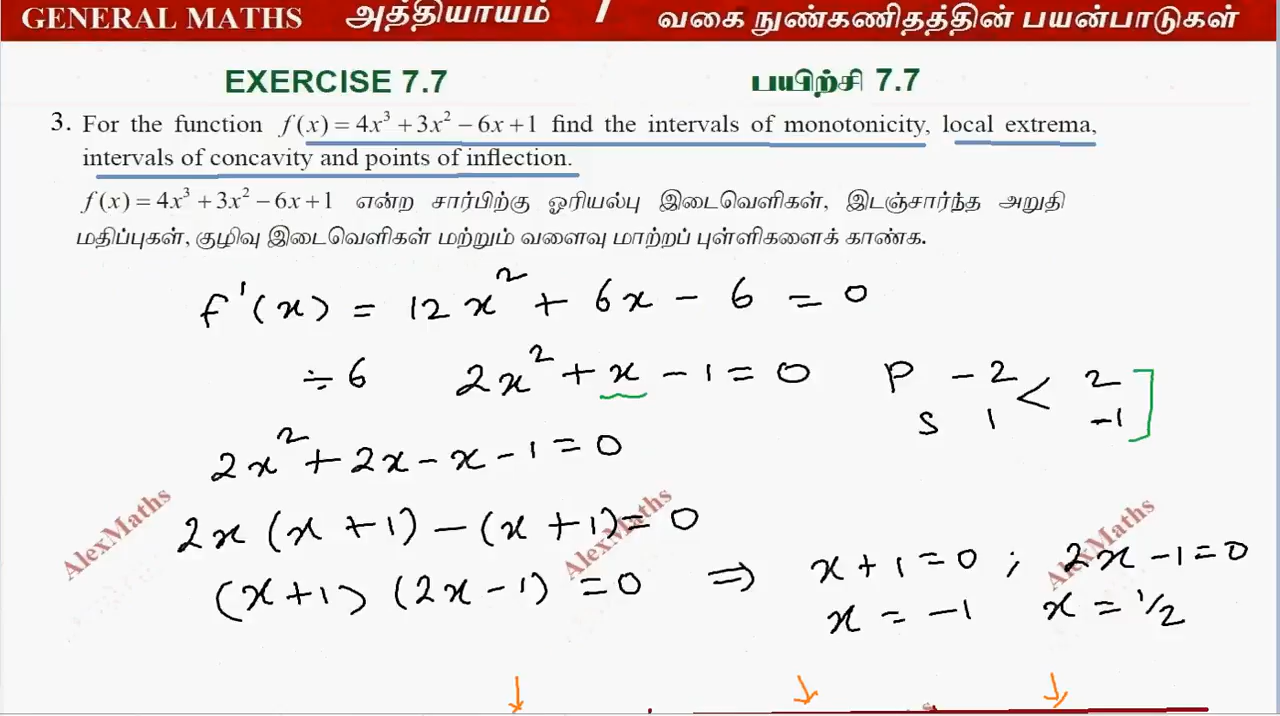 GENERAL MATHS அத்தியாயம் 7 வகை நுண்கணிதத்தின் பயன்பாடுகள்
EXERCISE 7.7 பயிற்சி 7.7
3. For the function f(x) = 4x³ + 3x² − 6x + 1 find the intervals of monotonicity, local extrema,
intervals of concavity and points of inflection.
f(x) = 4x³ + 3x² − 6x + 1 என்ற சார்பிற்கு ஓரியல்பு இடைவெளிகள், இடஞ்சார்ந்த அறுதி
மதிப்புகள், குழிவு இடைவெளிகள் மற்றும் வளைவு மாற்றப் புள்ளிகளைக் காண்க.
f'(x) = 12x² + 6x − 6 = 0
÷ 6 2x² + x − 1 = 0 P −2 < 2
S 1 −1
2x² + 2x − x − 1 = 0
2x (x + 1) − (x + 1) = 0
(x + 1) (2x − 1) = 0 ⇒ x + 1 = 0 ; 2x − 1 = 0
x = −1 x = 1/2
AlexMaths
AlexMaths
AlexMaths